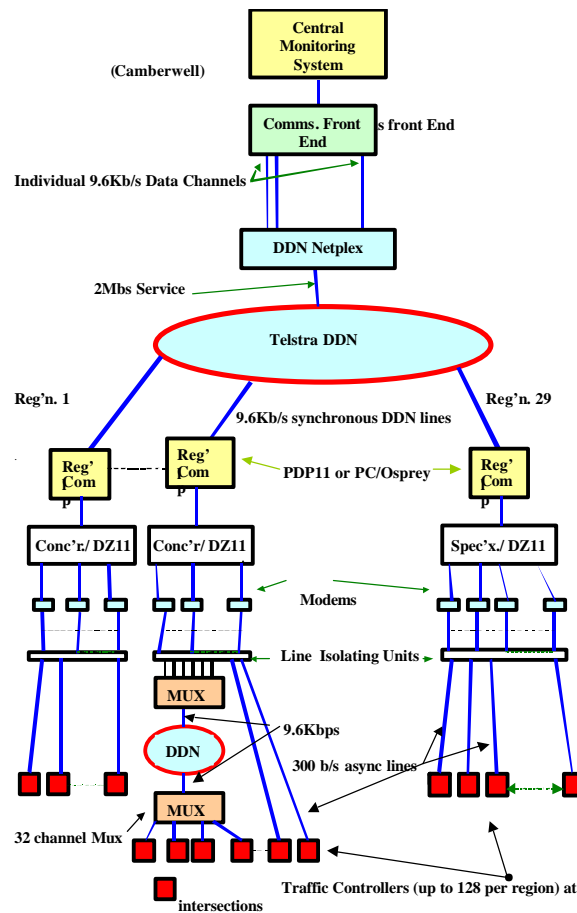 Central
Monitoring
System
(Camberwell)
Comms. Front
End
s front End
Individual 9.6Kb/s Data Channels
DDN Netplex
2Mbs Service
Telstra DDN
Reg'n. 1
Reg'n. 29
9.6Kb/s synchronous DDN lines
Reg'
Com
p
Reg'
Com
p
PDP11 or PC/Osprey
Reg'
Com
p
Conc'r./ DZ11
Conc'r/ DZ11
Spec'x./ DZ11
Modems
Line Isolating Units
MUX
9.6Kbps
DDN
300 b/s async lines
MUX
32 channel Mux
Traffic Controllers (up to 128 per region) at
intersections